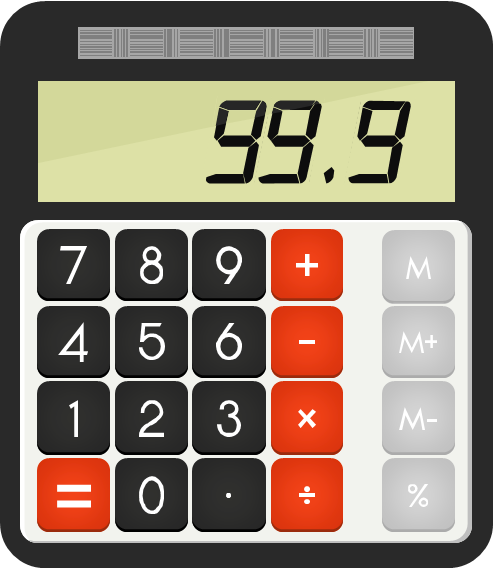 99.9
7 8 9 + M
4 5 6 - M+
1 2 3 × M-
= 0 . ÷ %